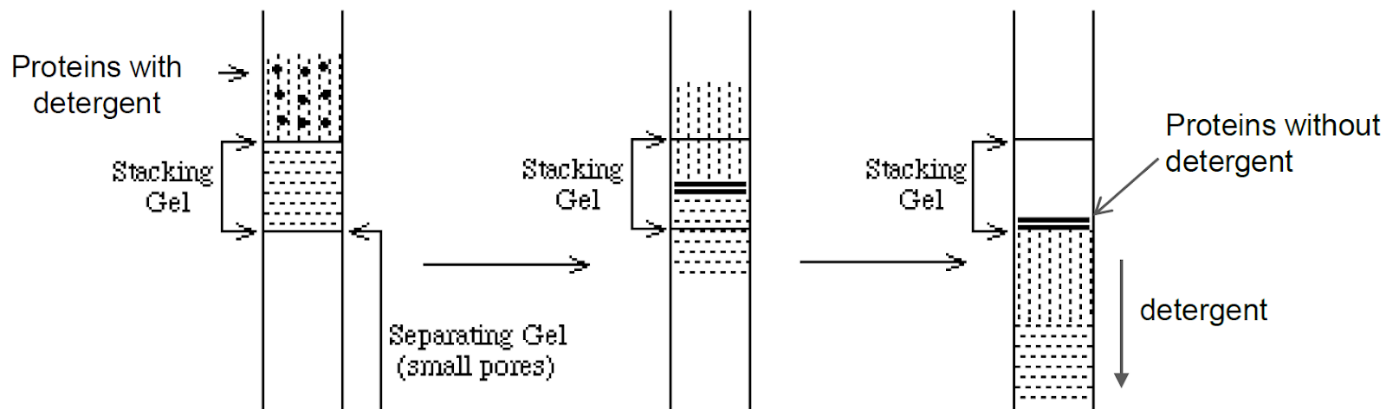 Proteins with
detergent
Stacking
Gel
Separating Gel
(small pores)
Stacking
Gel
Stacking
Gel
Proteins without
detergent
detergent